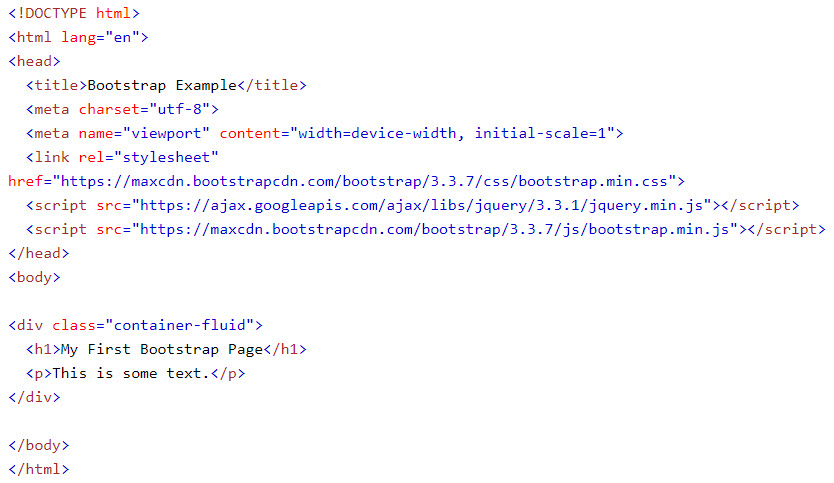 <!DOCTYPE html>
<html lang="en">
<head>
  <title>Bootstrap Example</title>
  <meta charset="utf-8">
  <meta name="viewport" content="width=device-width, initial-scale=1">
  <link rel="stylesheet"
href="https://maxcdn.bootstrapcdn.com/bootstrap/3.3.7/css/bootstrap.min.css">
  <script src="https://ajax.googleapis.com/ajax/libs/jquery/3.3.1/jquery.min.js"></script>
  <script src="https://maxcdn.bootstrapcdn.com/bootstrap/3.3.7/js/bootstrap.min.js"></script>
</head>
<body>

<div class="container-fluid">
  <h1>My First Bootstrap Page</h1>
  <p>This is some text.</p>
</div>

</body>
</html>